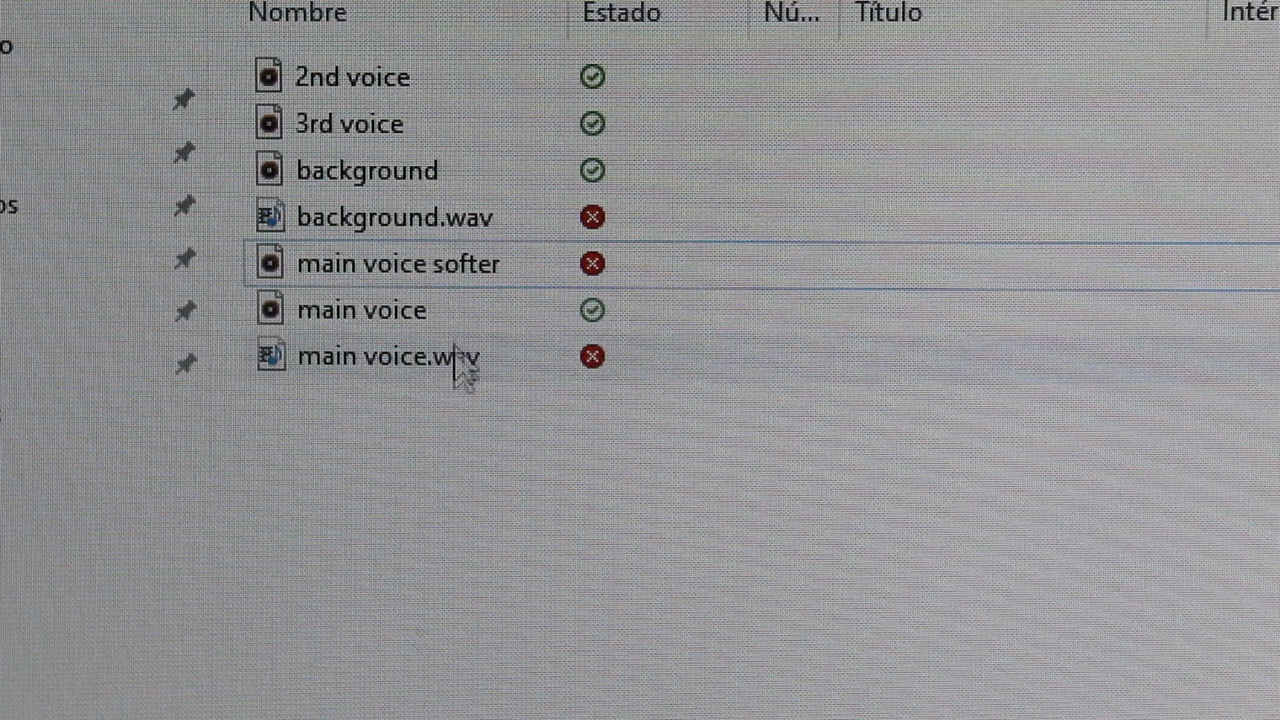 Nombre Estado Nú... Título Intér
o
2nd voice
3rd voice
background
os
background.wav
main voice softer
main voice
main voice.wav